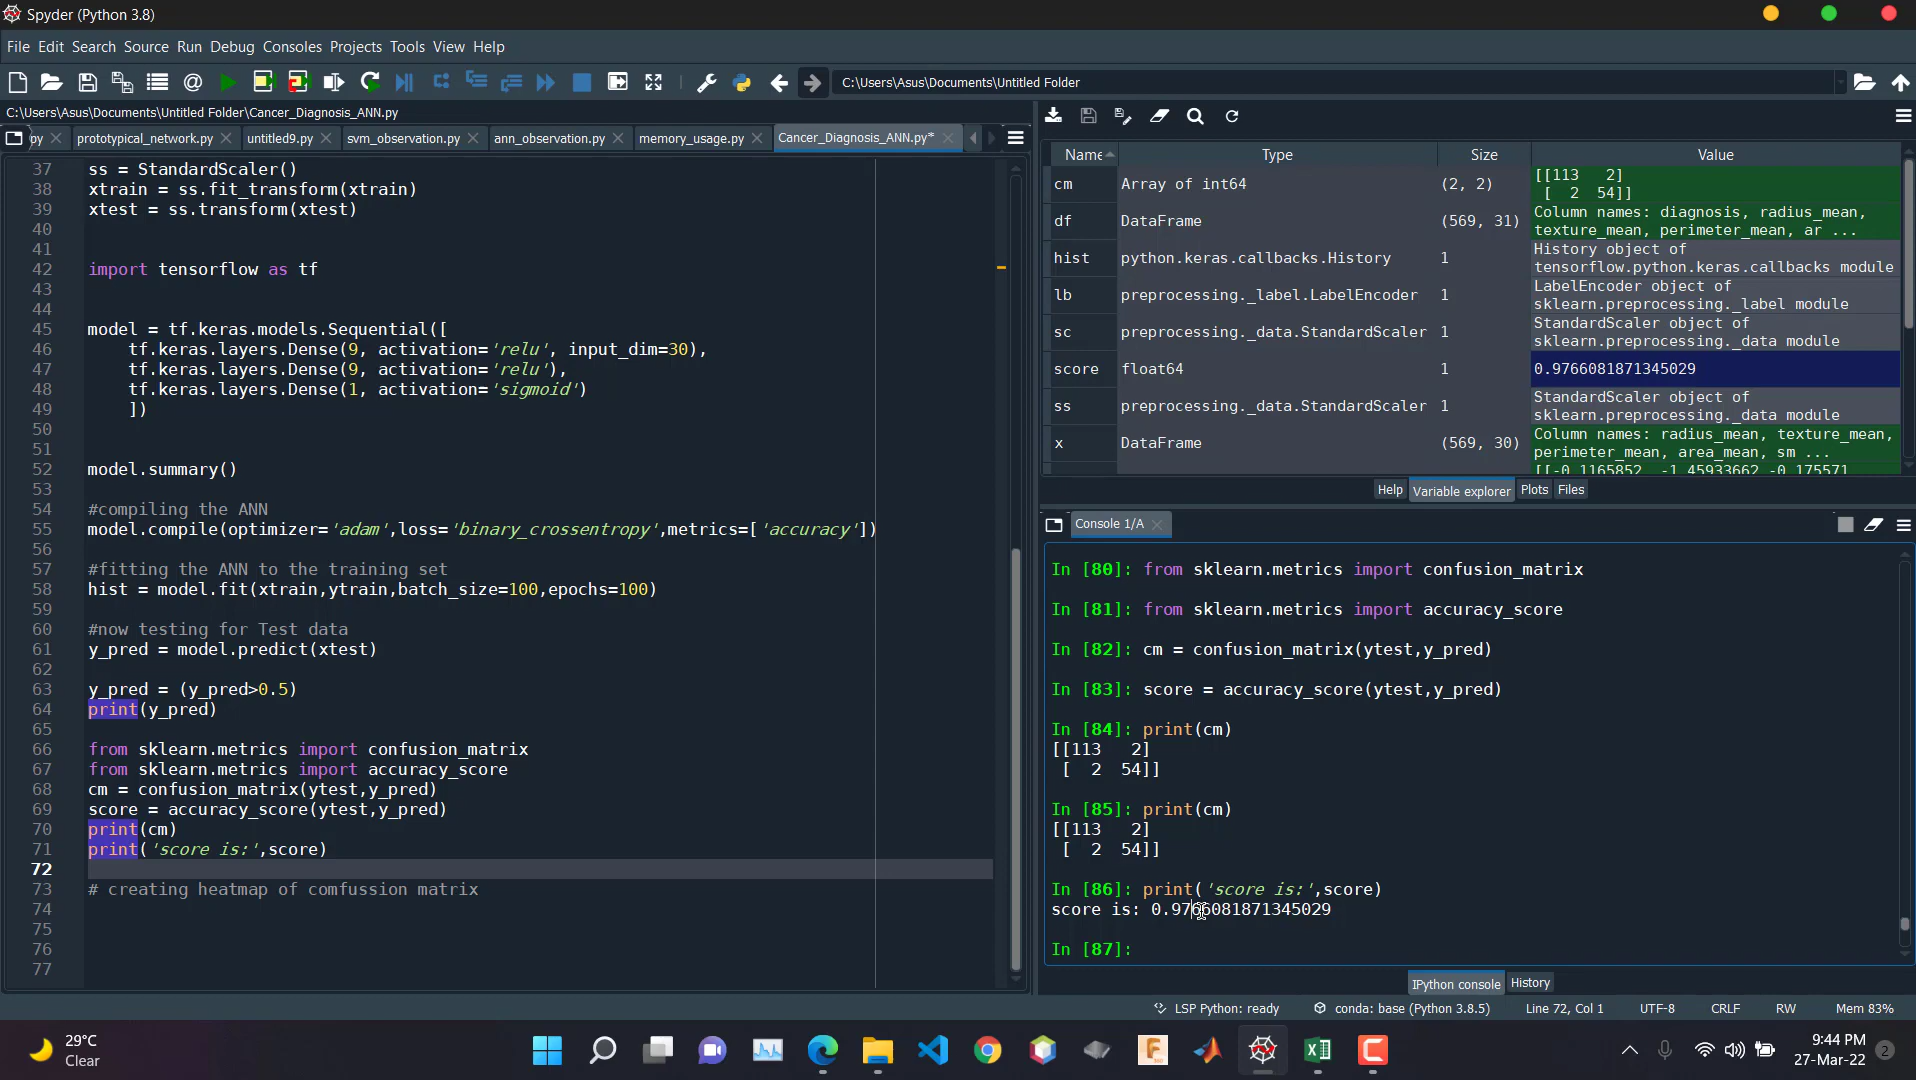 Spyder (Python 3.8)
File Edit Search Source Run Debug Consoles Projects Tools View Help
C:\Users\Asus\Documents\Untitled Folder
C:\Users\Asus\Documents\Untitled Folder\Cancer_Diagnosis_ANN.py
py prototypical_network.py untitled9.py svm_observation.py ann_observation.py memory_usage.py Cancer_Diagnosis_ANN.py*
37 ss = StandardScaler()
38 xtrain = ss.fit_transform(xtrain)
39 xtest = ss.transform(xtest)
40
41
42 import tensorflow as tf
43
44
45 model = tf.keras.models.Sequential([
46 tf.keras.layers.Dense(9, activation='relu', input_dim=30),
47 tf.keras.layers.Dense(9, activation='relu'),
48 tf.keras.layers.Dense(1, activation='sigmoid')
49 ])
50
51
52 model.summary()
53
54 #compiling the ANN
55 model.compile(optimizer='adam',loss='binary_crossentropy',metrics=['accuracy'])
56
57 #fitting the ANN to the training set
58 hist = model.fit(xtrain,ytrain,batch_size=100,epochs=100)
59
60 #now testing for Test data
61 y_pred = model.predict(xtest)
62
63 y_pred = (y_pred>0.5)
64 print(y_pred)
65
66 from sklearn.metrics import confusion_matrix
67 from sklearn.metrics import accuracy_score
68 cm = confusion_matrix(ytest,y_pred)
69 score = accuracy_score(ytest,y_pred)
70 print(cm)
71 print('score is:',score)
72
73 # creating heatmap of comfussion matrix
74
75
76
77
Name Type Size Value
cm Array of int64 (2, 2) [[113 2]
[ 2 54]]
df DataFrame (569, 31) Column names: diagnosis, radius_mean,
texture_mean, perimeter_mean, ar ...
hist python.keras.callbacks.History 1 History object of
tensorflow.python.keras.callbacks module
lb preprocessing._label.LabelEncoder 1 LabelEncoder object of
sklearn.preprocessing._label module
sc preprocessing._data.StandardScaler 1 StandardScaler object of
sklearn.preprocessing._data module
score float64 1 0.9766081871345029
ss preprocessing._data.StandardScaler 1 StandardScaler object of
sklearn.preprocessing._data module
x DataFrame (569, 30) Column names: radius_mean, texture_mean,
perimeter_mean, area_mean, sm ...
[[-0.1165852 -1.45933662 -0.175571
Help Variable explorer Plots Files
Console 1/A
In [80]: from sklearn.metrics import confusion_matrix
In [81]: from sklearn.metrics import accuracy_score
In [82]: cm = confusion_matrix(ytest,y_pred)
In [83]: score = accuracy_score(ytest,y_pred)
In [84]: print(cm)
[[113 2]
[ 2 54]]
In [85]: print(cm)
[[113 2]
[ 2 54]]
In [86]: print('score is:',score)
score is: 0.9766081871345029
In [87]:
IPython console History
LSP Python: ready conda: base (Python 3.8.5) Line 72, Col 1 UTF-8 CRLF RW Mem 83%
29°C
Clear
9:44 PM
27-Mar-22
2